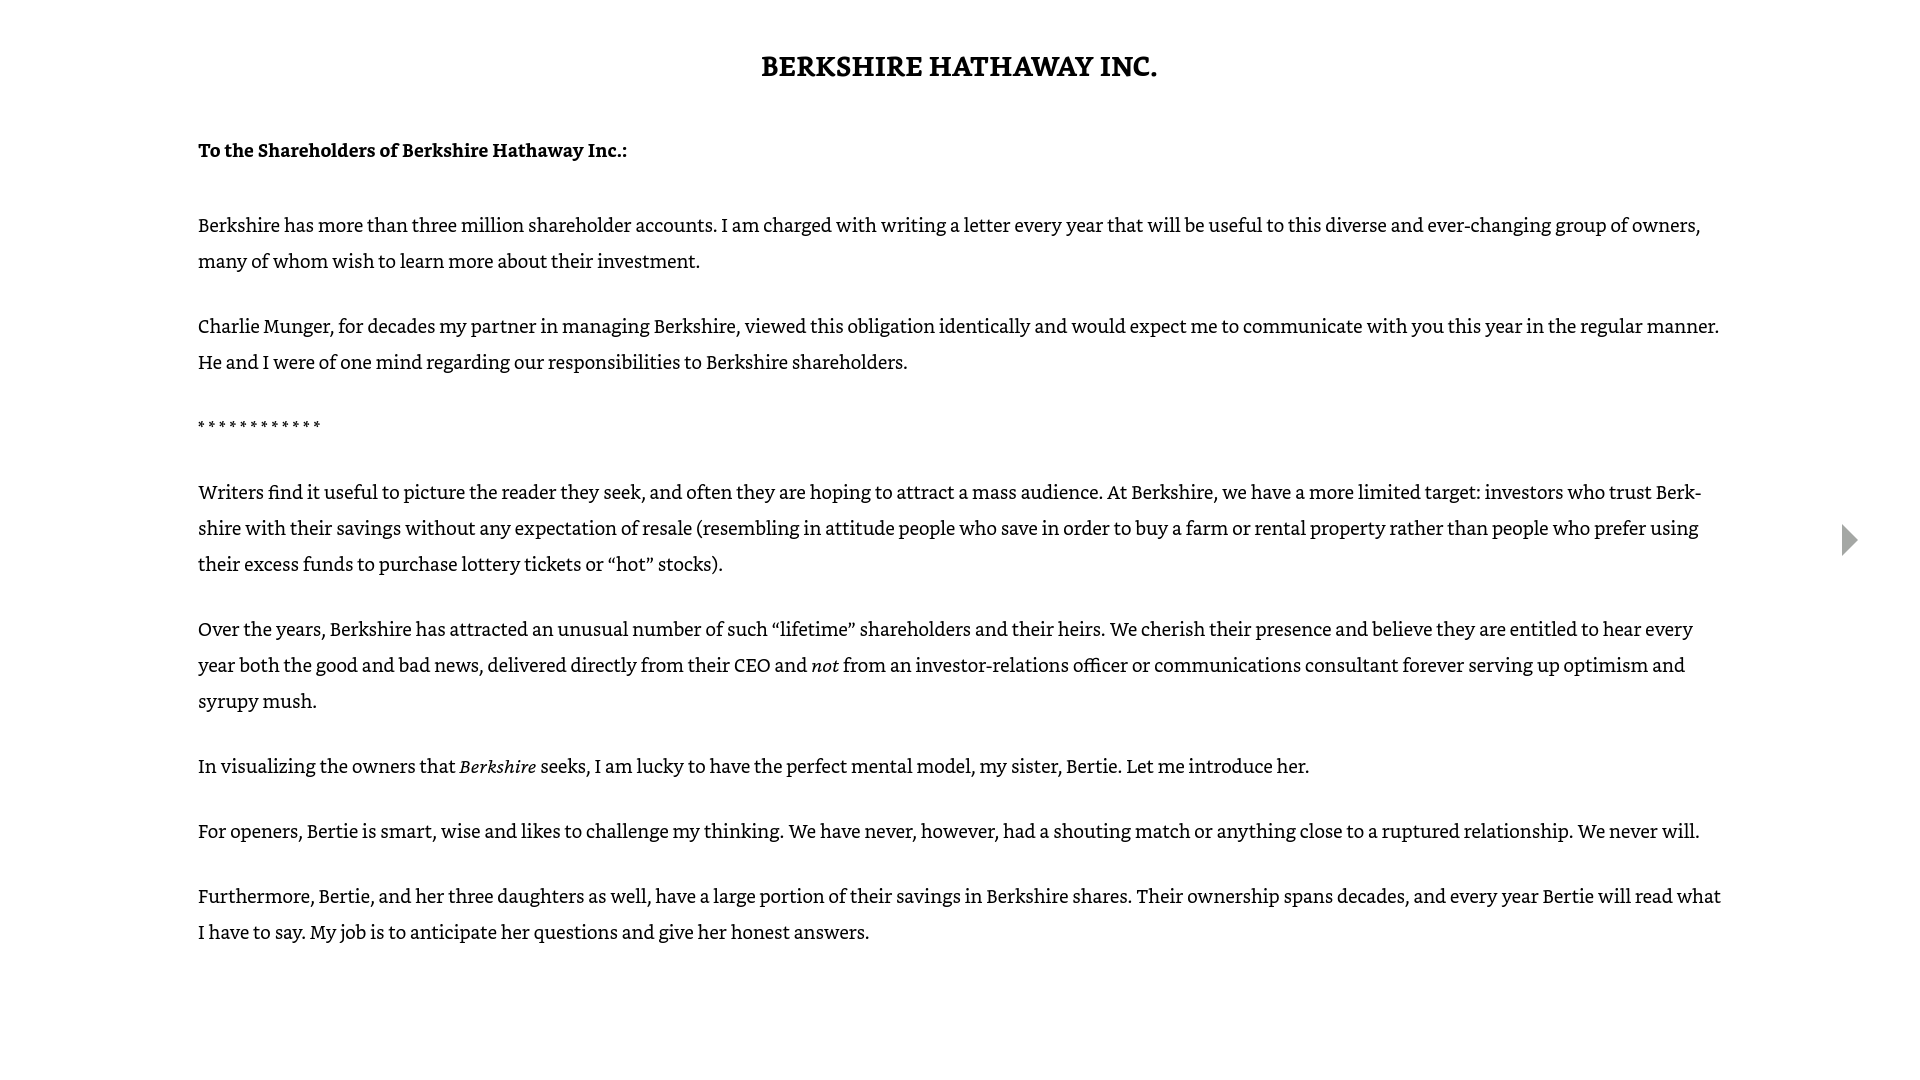 BERKSHIRE HATHAWAY INC.
To the Shareholders of Berkshire Hathaway Inc.:
Berkshire has more than three million shareholder accounts. I am charged with writing a letter every year that will be useful to this diverse and ever-changing group of owners,
many of whom wish to learn more about their investment.
Charlie Munger, for decades my partner in managing Berkshire, viewed this obligation identically and would expect me to communicate with you this year in the regular manner.
He and I were of one mind regarding our responsibilities to Berkshire shareholders.
* * * * * * * * * * * *
Writers find it useful to picture the reader they seek, and often they are hoping to attract a mass audience. At Berkshire, we have a more limited target: investors who trust Berk-
shire with their savings without any expectation of resale (resembling in attitude people who save in order to buy a farm or rental property rather than people who prefer using
their excess funds to purchase lottery tickets or “hot” stocks).
Over the years, Berkshire has attracted an unusual number of such “lifetime” shareholders and their heirs. We cherish their presence and believe they are entitled to hear every
year both the good and bad news, delivered directly from their CEO and not from an investor-relations officer or communications consultant forever serving up optimism and
syrupy mush.
In visualizing the owners that Berkshire seeks, I am lucky to have the perfect mental model, my sister, Bertie. Let me introduce her.
For openers, Bertie is smart, wise and likes to challenge my thinking. We have never, however, had a shouting match or anything close to a ruptured relationship. We never will.
Furthermore, Bertie, and her three daughters as well, have a large portion of their savings in Berkshire shares. Their ownership spans decades, and every year Bertie will read what
I have to say. My job is to anticipate her questions and give her honest answers.